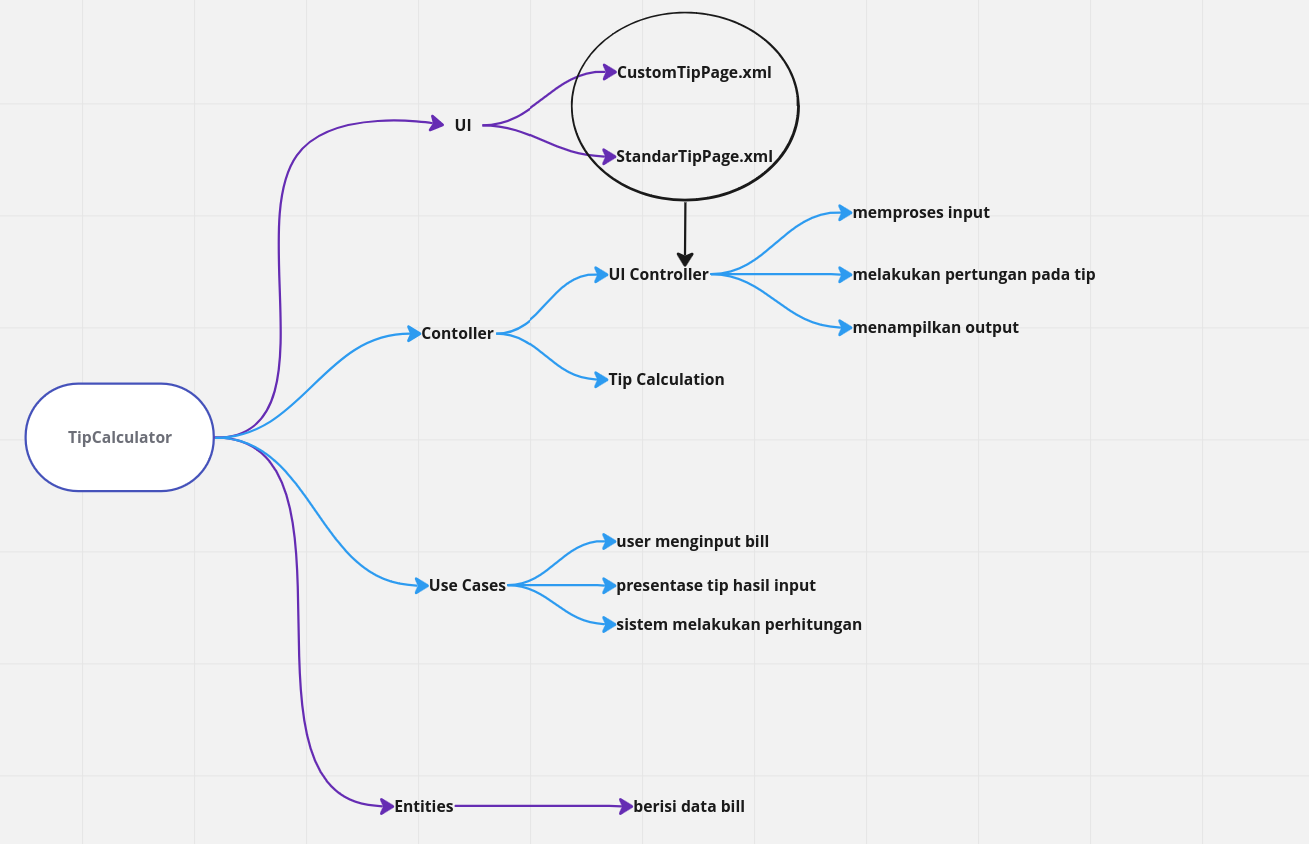 CustomTipPage.xml
UI
StandarTipPage.xml
memproses input
UI Controller
melakukan pertungan pada tip
menampilkan output
Contoller
Tip Calculation
TipCalculator
user menginput bill
Use Cases
presentase tip hasil input
sistem melakukan perhitungan
Entities
berisi data bill